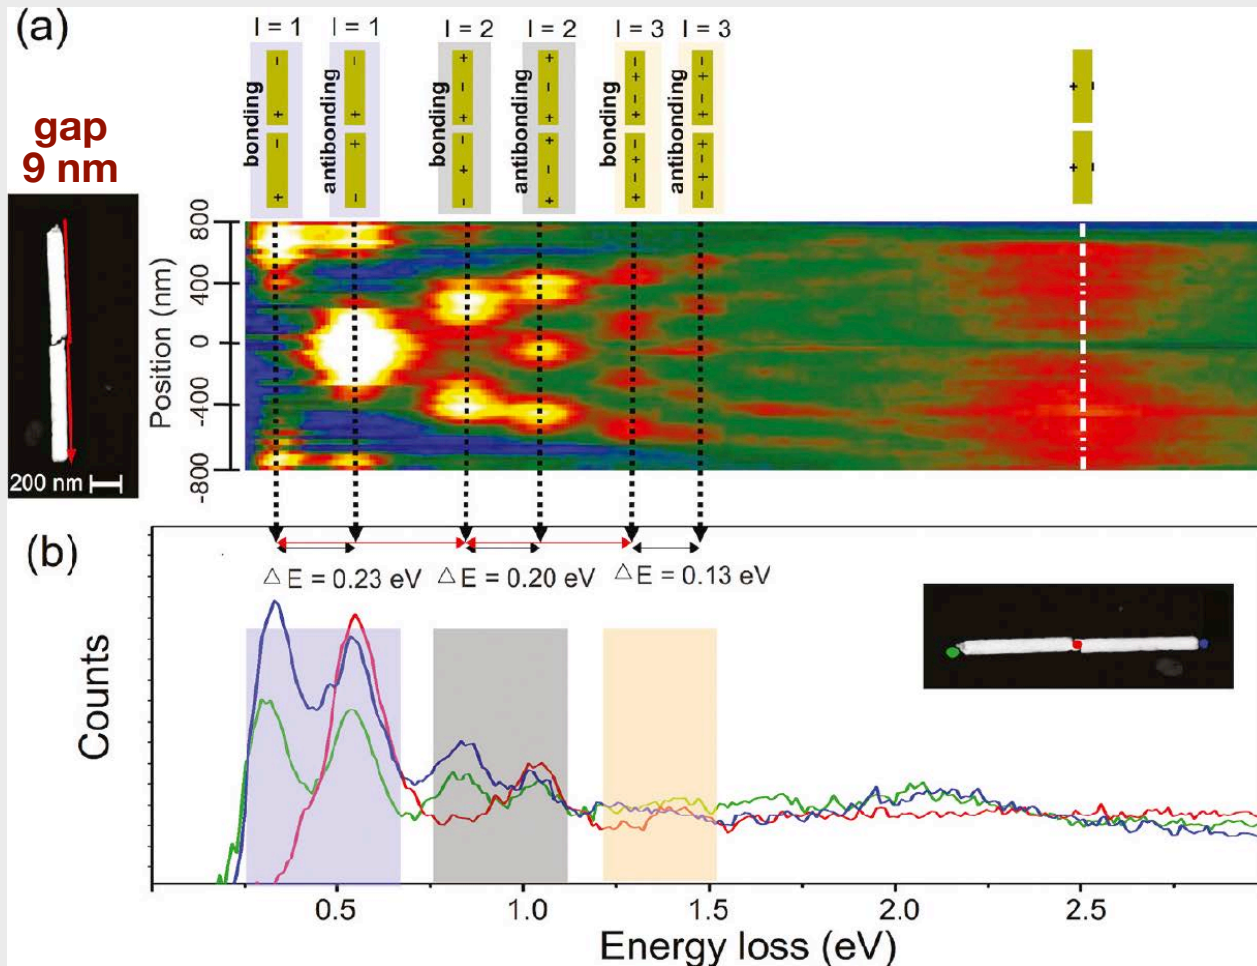 (a)
l = 1
l = 1
l = 2
l = 2
l = 3
l = 3
bonding
antibonding
bonding
antibonding
bonding
antibonding
− + − +
− + + −
+ − + − + −
+ − + + − +
− + − + − + − +
− + − + + − + −
+ −
+ −
gap
9 nm
200 nm
Position (nm)
800
400
0
-400
-800
(b)
△ E = 0.23 eV
△ E = 0.20 eV
△ E = 0.13 eV
Counts
0.5
1.0
1.5
2.0
2.5
Energy loss (eV)